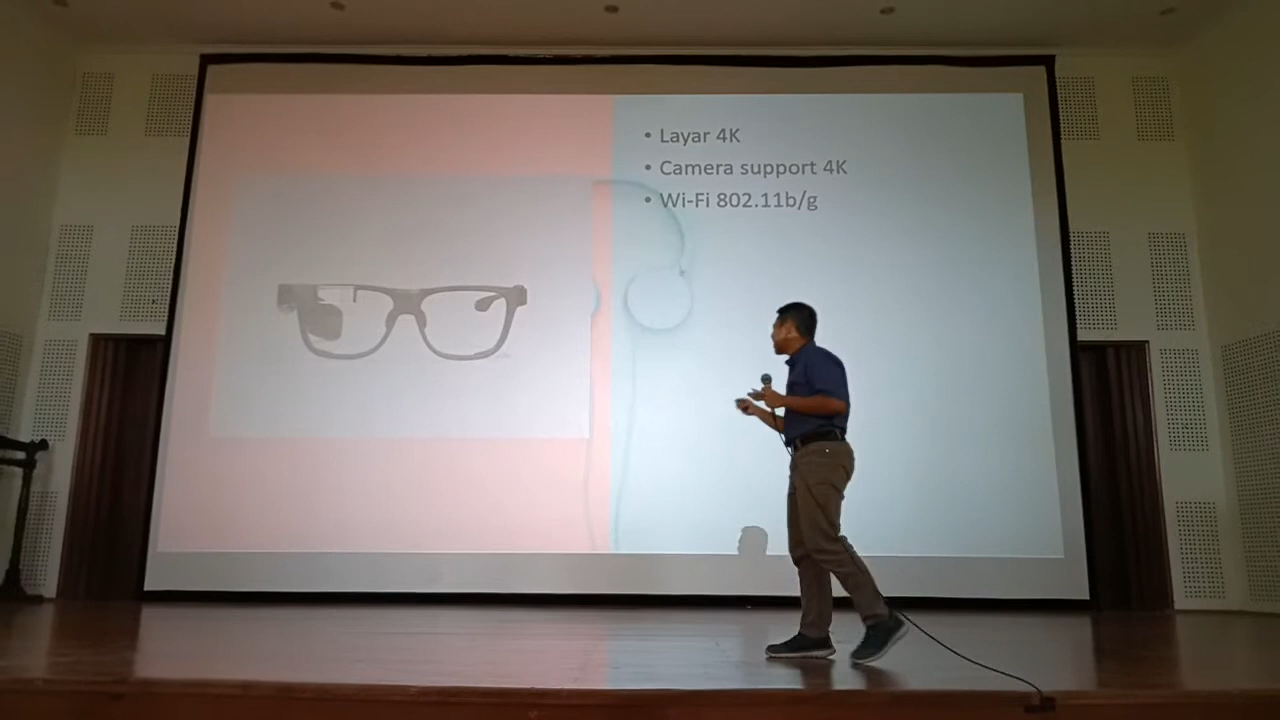 • Layar 4K
• Camera support 4K
• Wi-Fi 802.11b/g